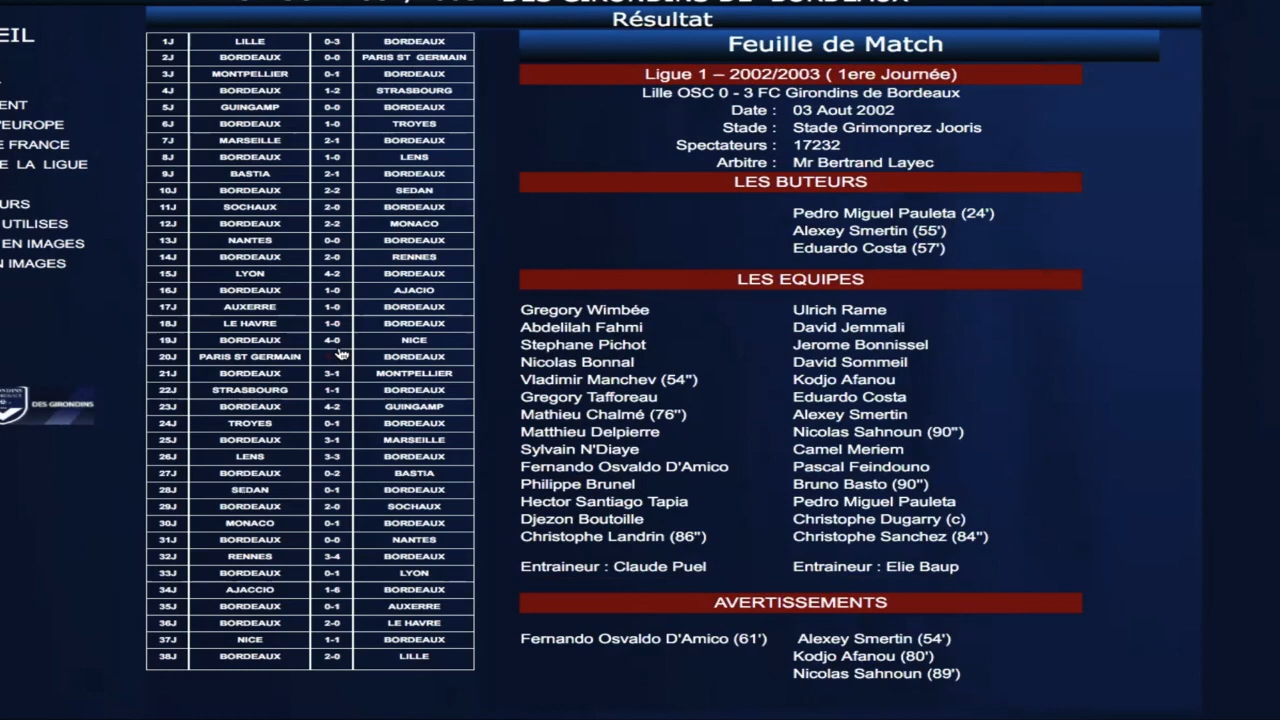 Résultat
EIL
ENT
'EUROPE
E FRANCE
E LA LIGUE
URS
UTILISES
EN IMAGES
N IMAGES
DES GIRONDINS
1J LILLE 0-3 BORDEAUX
2J BORDEAUX 0-0 PARIS ST GERMAIN
3J MONTPELLIER 0-1 BORDEAUX
4J BORDEAUX 1-2 STRASBOURG
5J GUINGAMP 0-0 BORDEAUX
6J BORDEAUX 1-0 TROYES
7J MARSEILLE 2-1 BORDEAUX
8J BORDEAUX 1-0 LENS
9J BASTIA 2-1 BORDEAUX
10J BORDEAUX 2-2 SEDAN
11J SOCHAUX 2-0 BORDEAUX
12J BORDEAUX 2-2 MONACO
13J NANTES 0-0 BORDEAUX
14J BORDEAUX 2-0 RENNES
15J LYON 4-2 BORDEAUX
16J BORDEAUX 1-0 AJACIO
17J AUXERRE 1-0 BORDEAUX
18J LE HAVRE 1-0 BORDEAUX
19J BORDEAUX 4-0 NICE
20J PARIS ST GERMAIN BORDEAUX
21J BORDEAUX 3-1 MONTPELLIER
22J STRASBOURG 1-1 BORDEAUX
23J BORDEAUX 4-2 GUINGAMP
24J TROYES 0-1 BORDEAUX
25J BORDEAUX 3-1 MARSEILLE
26J LENS 3-3 BORDEAUX
27J BORDEAUX 0-2 BASTIA
28J SEDAN 0-1 BORDEAUX
29J BORDEAUX 2-0 SOCHAUX
30J MONACO 0-1 BORDEAUX
31J BORDEAUX 0-0 NANTES
32J RENNES 3-4 BORDEAUX
33J BORDEAUX 0-1 LYON
34J AJACCIO 1-6 BORDEAUX
35J BORDEAUX 0-1 AUXERRE
36J BORDEAUX 2-0 LE HAVRE
37J NICE 1-1 BORDEAUX
38J BORDEAUX 2-0 LILLE
Feuille de Match
Ligue 1 – 2002/2003 ( 1ere Journée)
Lille OSC 0 - 3 FC Girondins de Bordeaux
Date : 03 Aout 2002
Stade : Stade Grimonprez Jooris
Spectateurs : 17232
Arbitre : Mr Bertrand Layec
LES BUTEURS
Pedro Miguel Pauleta (24')
Alexey Smertin (55')
Eduardo Costa (57')
LES EQUIPES
Gregory Wimbée Ulrich Rame
Abdelilah Fahmi David Jemmali
Stephane Pichot Jerome Bonnissel
Nicolas Bonnal David Sommeil
Vladimir Manchev (54") Kodjo Afanou
Gregory Tafforeau Eduardo Costa
Mathieu Chalmé (76") Alexey Smertin
Matthieu Delpierre Nicolas Sahnoun (90")
Sylvain N'Diaye Camel Meriem
Fernando Osvaldo D'Amico Pascal Feindouno
Philippe Brunel Bruno Basto (90")
Hector Santiago Tapia Pedro Miguel Pauleta
Djezon Boutoille Christophe Dugarry (c)
Christophe Landrin (86") Christophe Sanchez (84")
Entraineur : Claude Puel Entraineur : Elie Baup
AVERTISSEMENTS
Fernando Osvaldo D'Amico (61') Alexey Smertin (54')
Kodjo Afanou (80')
Nicolas Sahnoun (89')